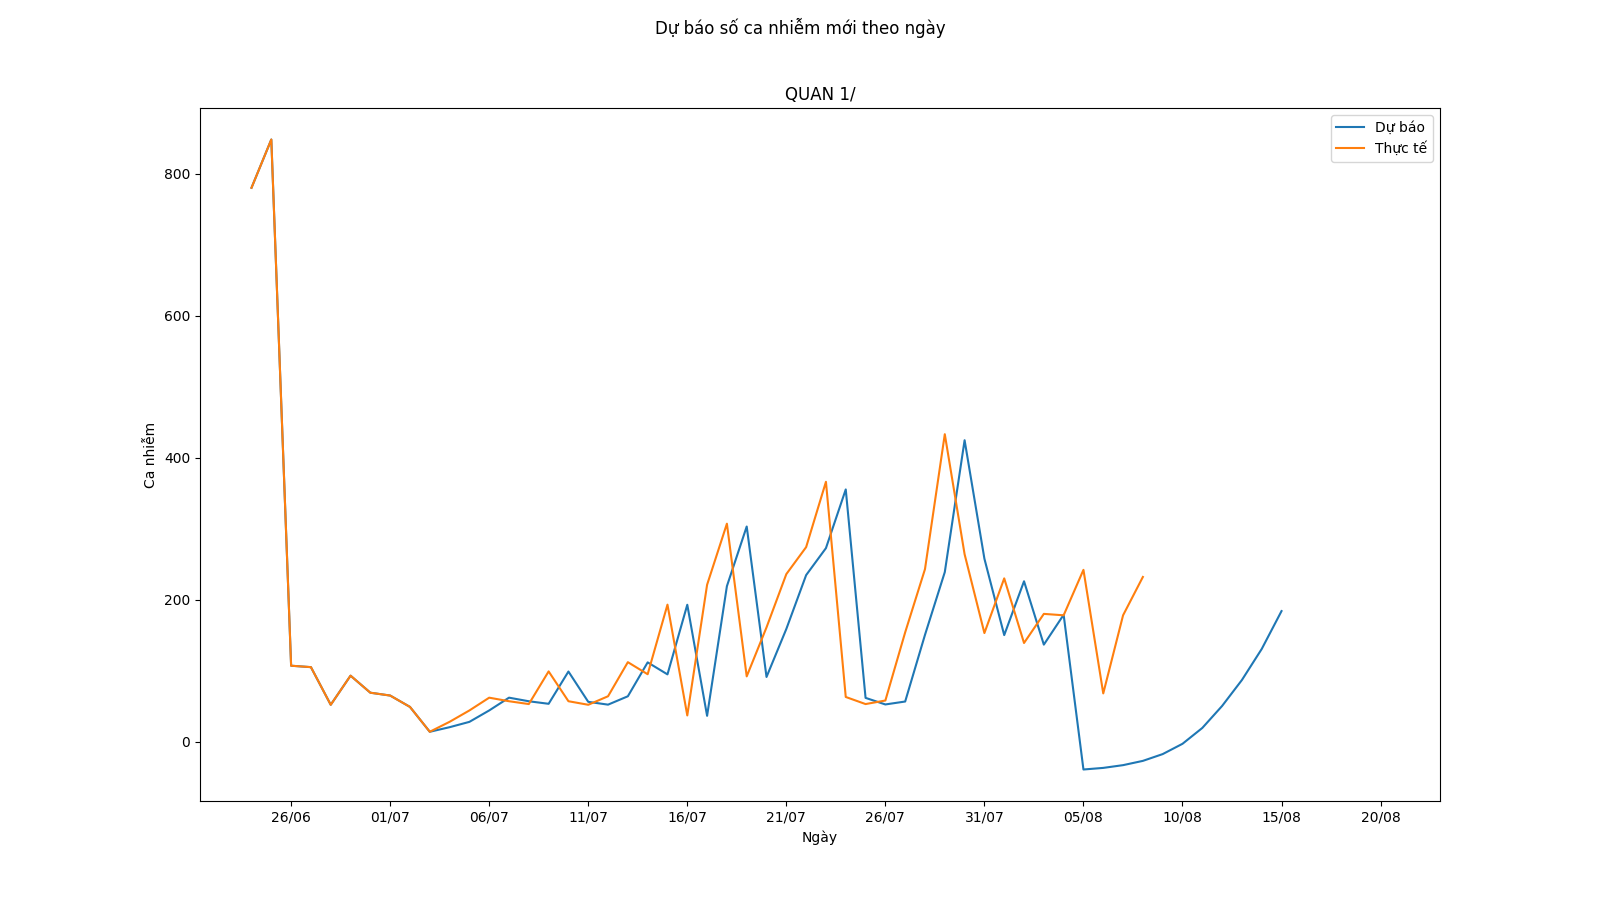 Dự báo số ca nhiễm mới theo ngày
QUAN 1/
Dự báo
Thực tế
800
600
400
200
0
Ca nhiễm
26/06 01/07 06/07 11/07 16/07 21/07 26/07 31/07 05/08 10/08 15/08 20/08
Ngày